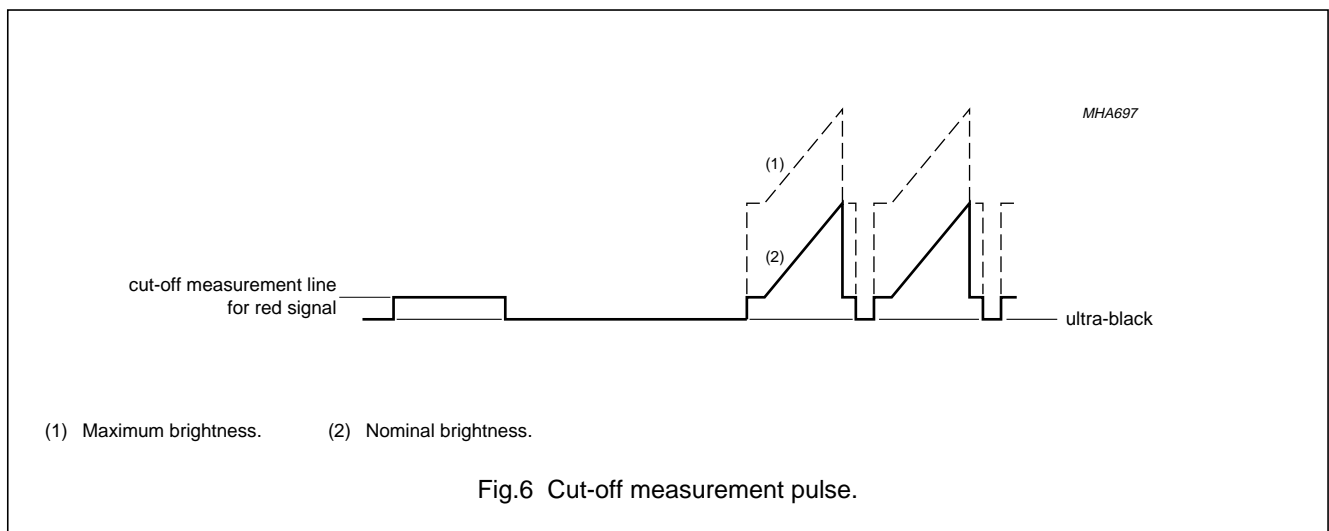 MHA697
(1)
(2)
cut-off measurement line
for red signal
ultra-black
(1) Maximum brightness. (2) Nominal brightness.
Fig.6 Cut-off measurement pulse.